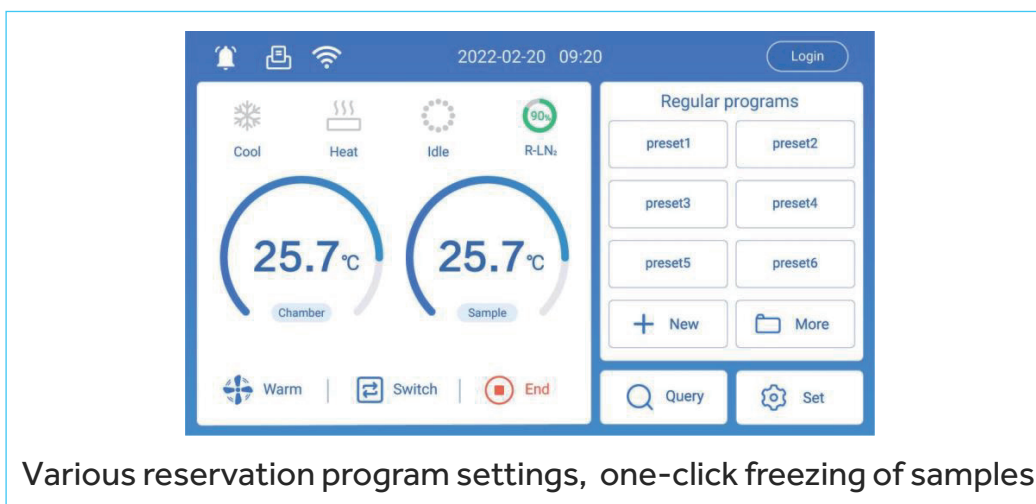 2022-02-20 09:20
Login
Cool
Heat
Idle
90%
R-LN₂
25.7℃
Chamber
25.7℃
Sample
Warm
Switch
End
Regular programs
preset1
preset2
preset3
preset4
preset5
preset6
New
More
Query
Set
Various reservation program settings, one-click freezing of samples